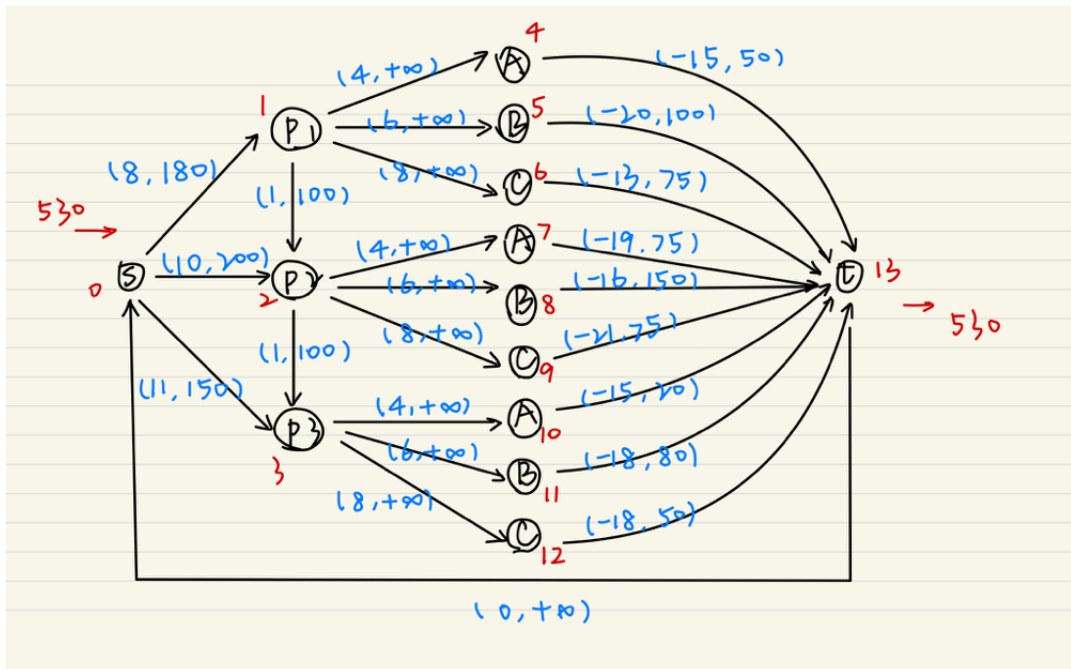 4
A
(-15, 50)
(4, +∞)
1
P1
(6, +∞)
B
5
(-20, 100)
(8, 180)
(8, +∞)
C
6
(-13, 75)
530
(1, 100)
(4, +∞)
A
7
(-19, 75)
S
0
(10, 200)
P2
2
(6, +∞)
B
8
(-16, 150)
t
13
530
(8, +∞)
C
9
(-21, 75)
(1, 100)
(11, 150)
P3
3
(4, +∞)
A
10
(-15, 20)
(6, +∞)
B
11
(-18, 80)
(8, +∞)
C
12
(-18, 50)
(0, +∞)